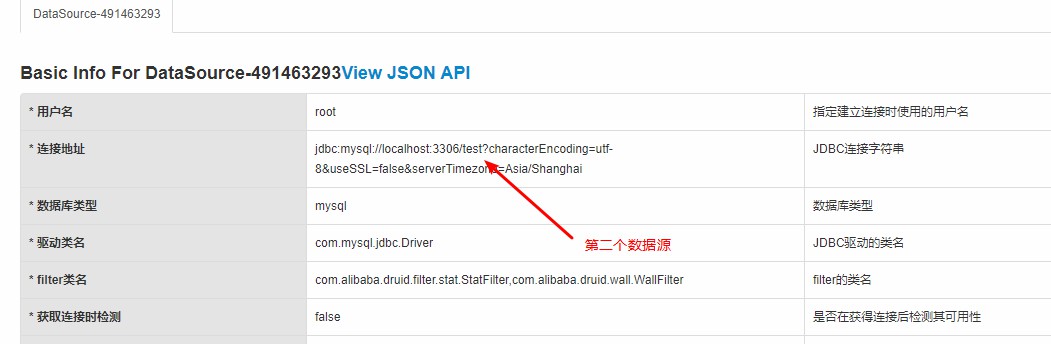 DataSource-491463293
Basic Info For DataSource-491463293View JSON API
* 用户名 root 指定建立连接时使用的用户名
* 连接地址 jdbc:mysql://localhost:3306/test?characterEncoding=utf- JDBC连接字符串
8&useSSL=false&serverTimezone=Asia/Shanghai
* 数据库类型 mysql 数据库类型
第二个数据源
* 驱动类名 com.mysql.jdbc.Driver JDBC驱动的类名
* filter类名 com.alibaba.druid.filter.stat.StatFilter,com.alibaba.druid.wall.WallFilter filter的类名
* 获取连接时检测 false 是否在获得连接后检测其可用性